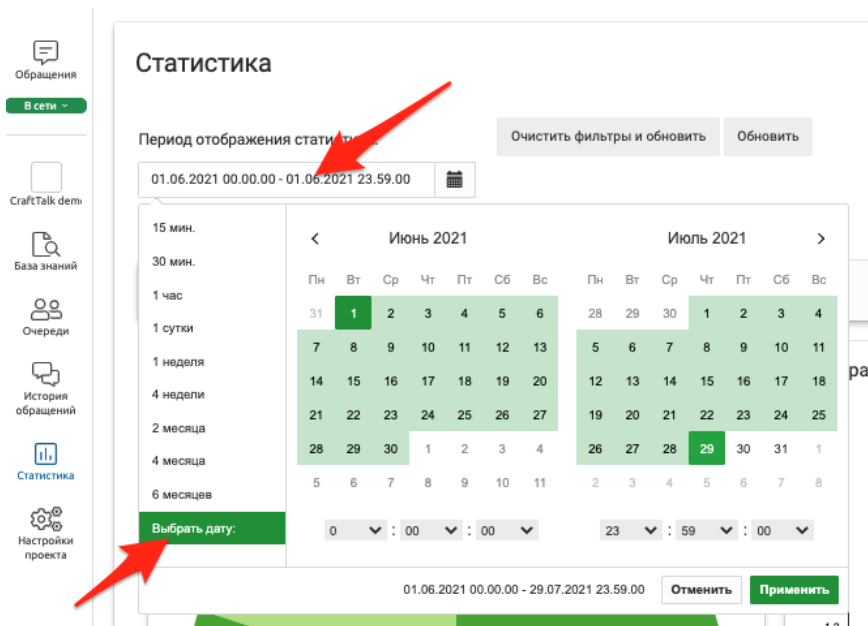 Обращения
В сети
CraftTalk dem
База знаний
Очереди
История
обращений
Статистика
Настройки
проекта
Статистика
Период отображения
Очистить фильтры и обновить
Обновить
01.06.2021 00.00.00 - 01.06.2021 23.59.00
15 мин.
30 мин.
1 час
1 сутки
1 неделя
4 недели
2 месяца
4 месяца
6 месяцев
Выбрать дату:
Июнь 2021
Пн Вт Ср Чт Пт Сб Вс
31 1 2 3 4 5 6
7 8 9 10 11 12 13
14 15 16 17 18 19 20
21 22 23 24 25 26 27
28 29 30 1 2 3 4
5 6 7 8 9 10 11
0 : 00 : 00
Июль 2021
Пн Вт Ср Чт Пт Сб Вс
28 29 30 1 2 3 4
5 6 7 8 9 10 11
12 13 14 15 16 17 18
19 20 21 22 23 24 25
26 27 28 29 30 31 1
2 3 4 5 6 7 8
23 : 59 : 00
01.06.2021 00.00.00 - 29.07.2021 23.59.00
Отменить
Применить
ра